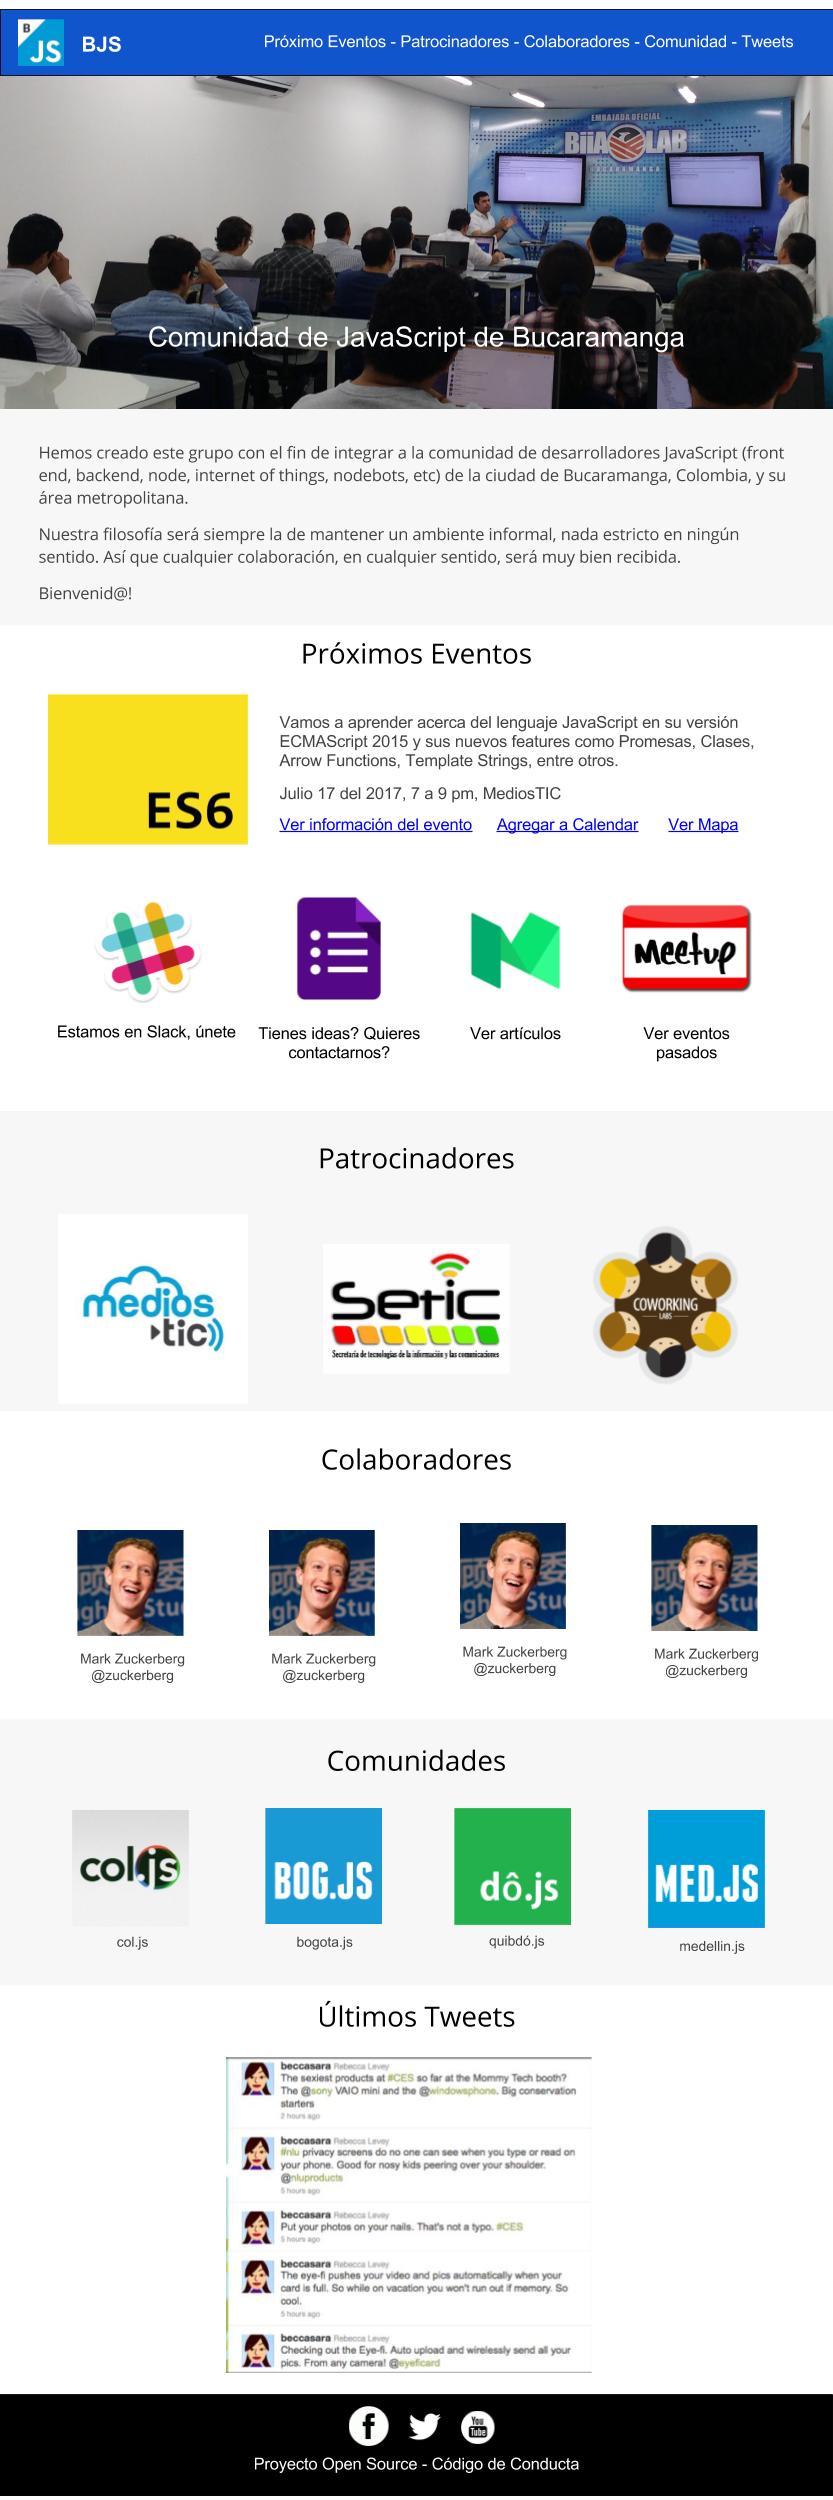 B
JS
BJS
Próximo Eventos - Patrocinadores - Colaboradores - Comunidad - Tweets
EMBAJADA OFICIAL
BiiA LAB
BUCARAMANGA
Comunidad de JavaScript de Bucaramanga
Hemos creado este grupo con el fin de integrar a la comunidad de desarrolladores JavaScript (front
end, backend, node, internet of things, nodebots, etc) de la ciudad de Bucaramanga, Colombia, y su
área metropolitana.
Nuestra filosofía será siempre la de mantener un ambiente informal, nada estricto en ningún
sentido. Así que cualquier colaboración, en cualquier sentido, será muy bien recibida.
Bienvenid@!
Próximos Eventos
ES6
Vamos a aprender acerca del lenguaje JavaScript en su versión
ECMAScript 2015 y sus nuevos features como Promesas, Clases,
Arrow Functions, Template Strings, entre otros.
Julio 17 del 2017, 7 a 9 pm, MediosTIC
Ver información del evento Agregar a Calendar Ver Mapa
Meetup
Estamos en Slack, únete
Tienes ideas? Quieres
contactarnos?
Ver artículos
Ver eventos
pasados
Patrocinadores
medios
tic
Setic
Secretaria de tecnologías de la información y las comunicaciones
COWORKING
LABS
Colaboradores
Mark Zuckerberg
@zuckerberg
Mark Zuckerberg
@zuckerberg
Mark Zuckerberg
@zuckerberg
Mark Zuckerberg
@zuckerberg
Comunidades
col.js
BOG.JS
dô.js
MED.JS
col.js
bogota.js
quibdó.js
medellin.js
Últimos Tweets
beccasara Rebecca Levey
The sexiest products at #CES so far at the Mommy Tech booth?
The @sony VAIO mini and the @windowsphone. Big conservation
starters
2 hours ago
beccasara Rebecca Levey
#nlu privacy screens do no one can see when you type or read on
your phone. Good for nosy kids peering over your shoulder.
@nluproducts
5 hours ago
beccasara Rebecca Levey
Put your photos on your nails. That's not a typo. #CES
5 hours ago
beccasara Rebecca Levey
The eye-fi pushes your video and pics automatically when your
card is full. So while on vacation you won't run out if memory. So
cool.
5 hours ago
beccasara Rebecca Levey
Checking out the Eye-fi. Auto upload and wirelessly send all your
pics. From any camera! @eyeficard
f
You
Tube
Proyecto Open Source - Código de Conducta